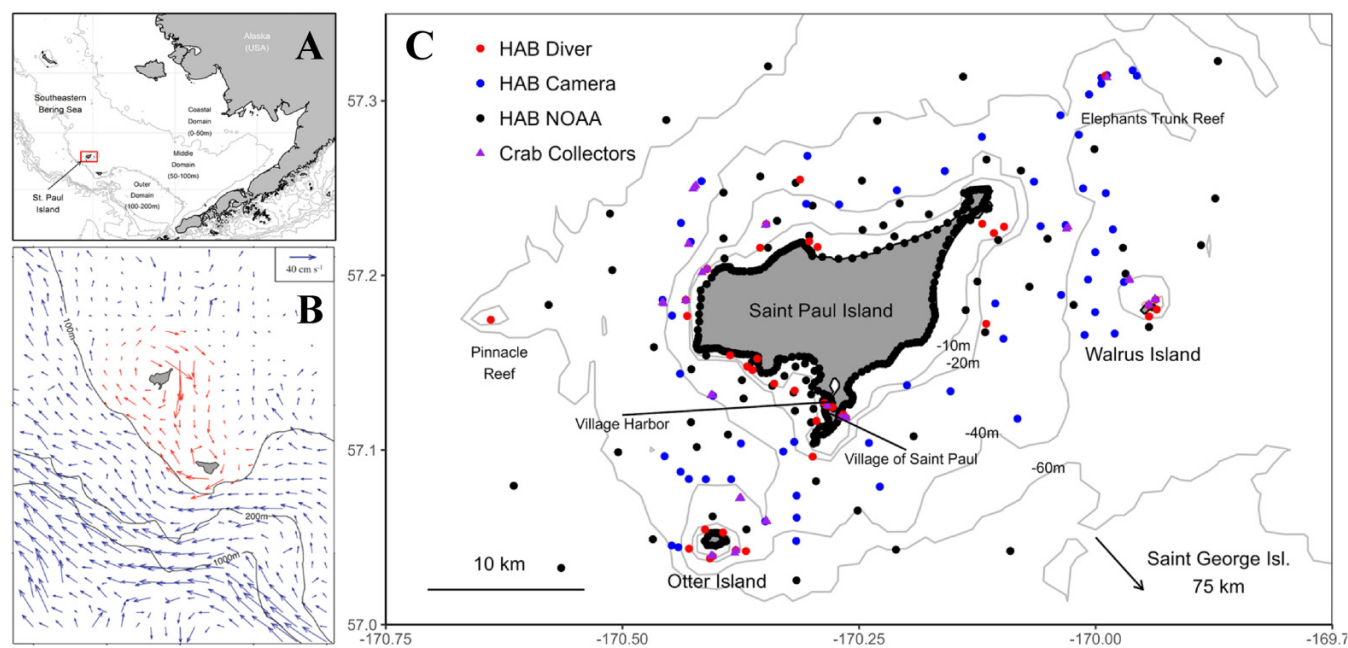 A
Alaska
(USA)
Southeastern
Bering Sea
Coastal
Domain
(0-50m)
Middle
Domain
(50-100m)
Outer
Domain
(100-200m)
St. Paul
Island
B
40 cm s⁻¹
100m
200m
1000m
C
HAB Diver
HAB Camera
HAB NOAA
Crab Collectors
Elephants Trunk Reef
Saint Paul Island
Pinnacle
Reef
Walrus Island
-10m
-20m
-40m
-60m
Village Harbor
Village of Saint Paul
Otter Island
10 km
Saint George Isl.
75 km
57.3
57.2
57.1
57.0
-170.75
-170.50
-170.25
-170.00
-169.7